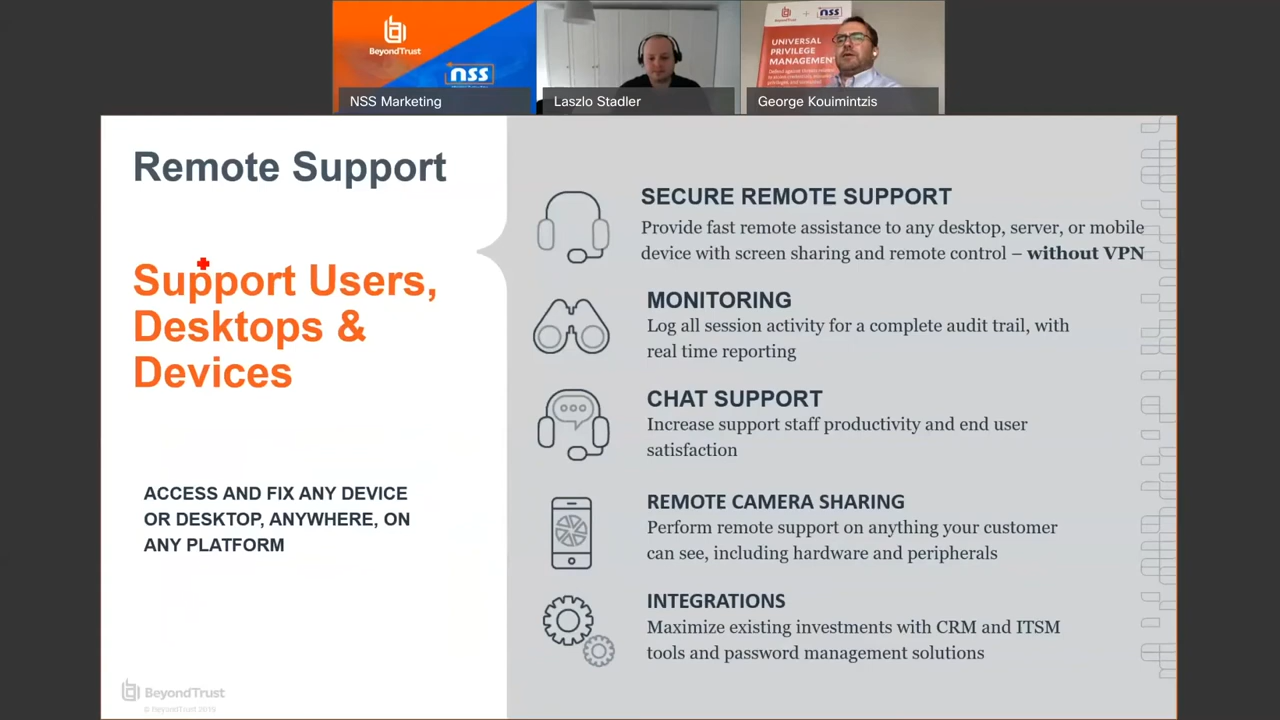 BeyondTrust
nss
NSS Marketing
Laszlo Stadler
+ nss
UNIVERSAL
PRIVILEGE
MANAGEMENT
George Kouimintzis
Remote Support
Support Users,
Desktops &
Devices
ACCESS AND FIX ANY DEVICE
OR DESKTOP, ANYWHERE, ON
ANY PLATFORM
SECURE REMOTE SUPPORT
Provide fast remote assistance to any desktop, server, or mobile
device with screen sharing and remote control – without VPN
MONITORING
Log all session activity for a complete audit trail, with
real time reporting
CHAT SUPPORT
Increase support staff productivity and end user
satisfaction
REMOTE CAMERA SHARING
Perform remote support on anything your customer
can see, including hardware and peripherals
INTEGRATIONS
Maximize existing investments with CRM and ITSM
tools and password management solutions
BeyondTrust
© BeyondTrust 2019